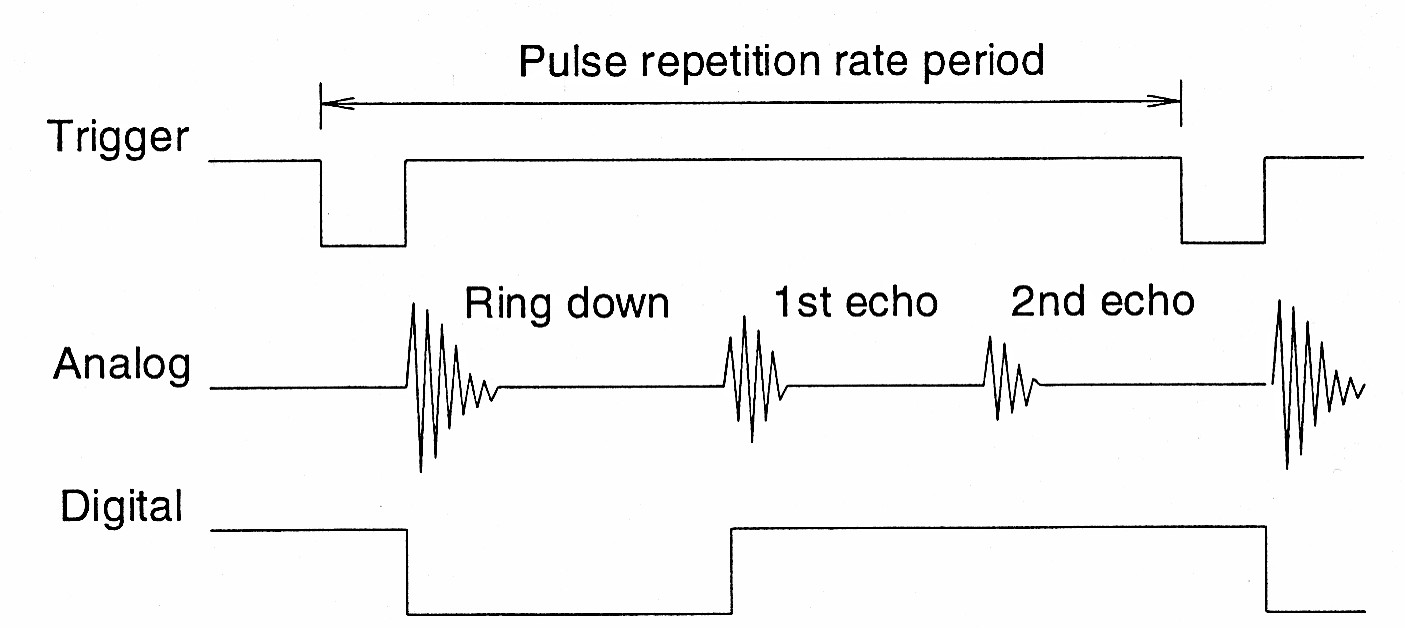 Pulse repetition rate period
Trigger
Ring down
1st echo
2nd echo
Analog
Digital